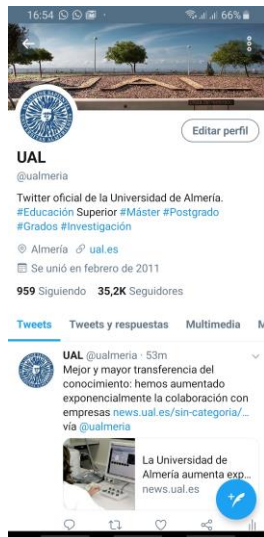 16:54
66%
Editar perfil
UAL
@ualmeria
Twitter oficial de la Universidad de Almería.
#Educación Superior #Máster #Postgrado
#Grados #Investigación
Almería ual.es
Se unió en febrero de 2011
959 Siguiendo 35,2K Seguidores
Tweets Tweets y respuestas Multimedia M
UAL @ualmeria · 53m
Mejor y mayor transferencia del
conocimiento: hemos aumentado
exponencialmente la colaboración con
empresas news.ual.es/sin-categoria/...
vía @ualmeria
La Universidad de
Almería aumenta exp...
news.ual.es